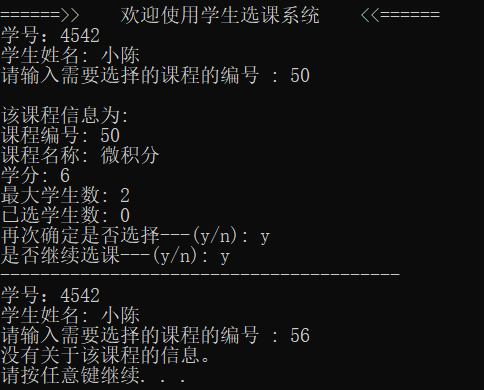 ======>>    欢迎使用学生选课系统    <<======
学号：4542
学生姓名: 小陈
请输入需要选择的课程的编号 : 50
该课程信息为:
课程编号: 50
课程名称: 微积分
学分: 6
最大学生数: 2
已选学生数: 0
再次确定是否选择---(y/n): y
是否继续选课---(y/n): y
----------------------------------------
学号：4542
学生姓名: 小陈
请输入需要选择的课程的编号 : 56
没有关于该课程的信息。
请按任意键继续. . .